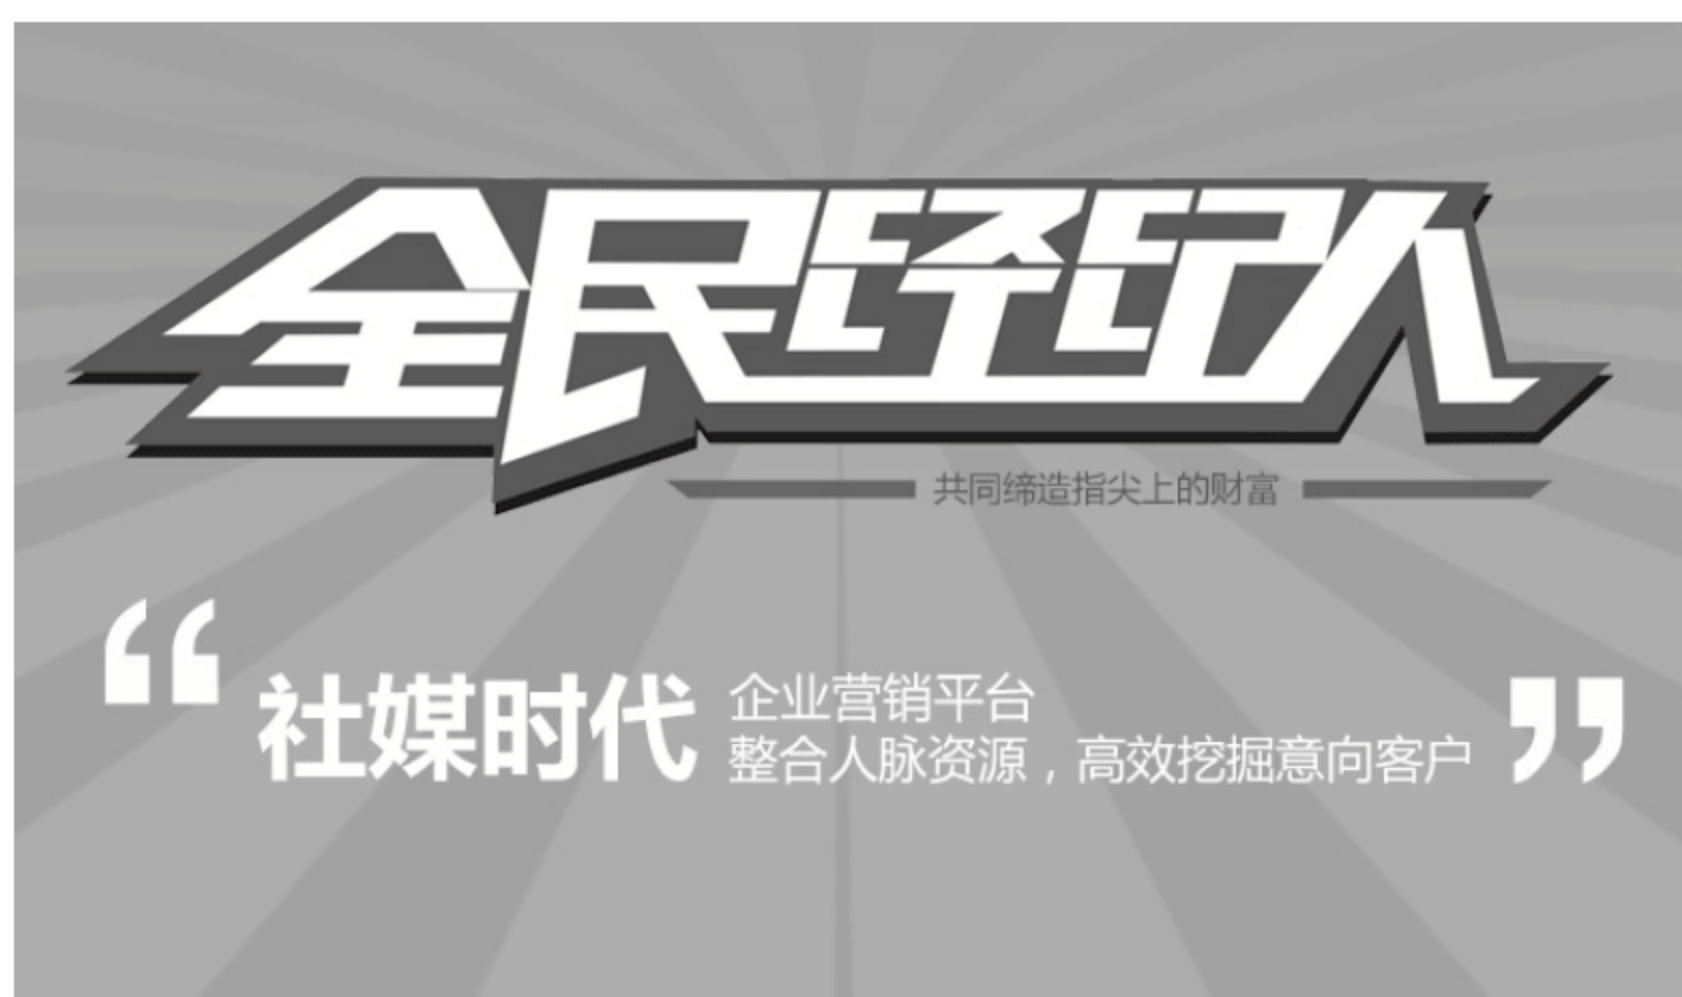 全民经纪人
共同缔造指尖上的财富
“社媒时代
企业营销平台
整合人脉资源，高效挖掘意向客户”